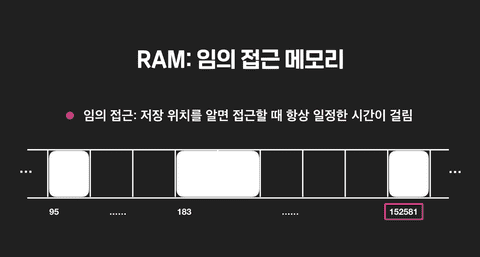 RAM: 임의 접근 메모리
임의 접근: 저장 위치를 알면 접근할 때 항상 일정한 시간이 걸림
... ...
95 ...... 183 ...... 152581